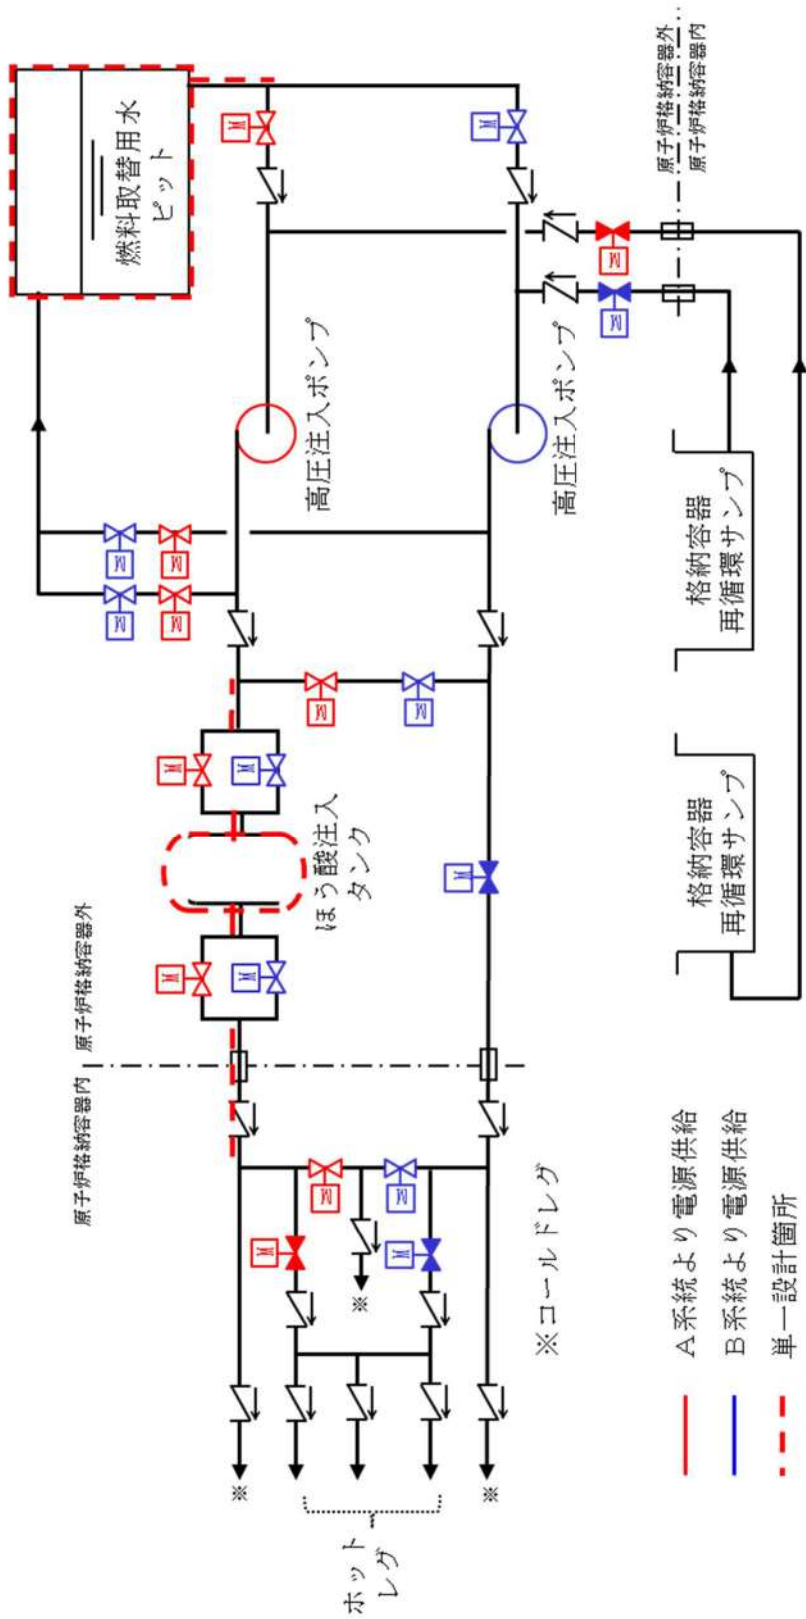 燃料取替用水
ピット
M
M
M
M
M
M
高圧注入ポンプ
高圧注入ポンプ
M
M
原子炉格納容器外
原子炉格納容器内
M
M
M
M
M
ほう酸注入
タンク
M
M
M
格納容器
再循環サンプ
格納容器
再循環サンプ
原子炉格納容器外
原子炉格納容器内
M
M
M
M
※
※
※
※コールドレグ
ホット
レグ
A系統より電源供給
B系統より電源供給
単一設計箇所